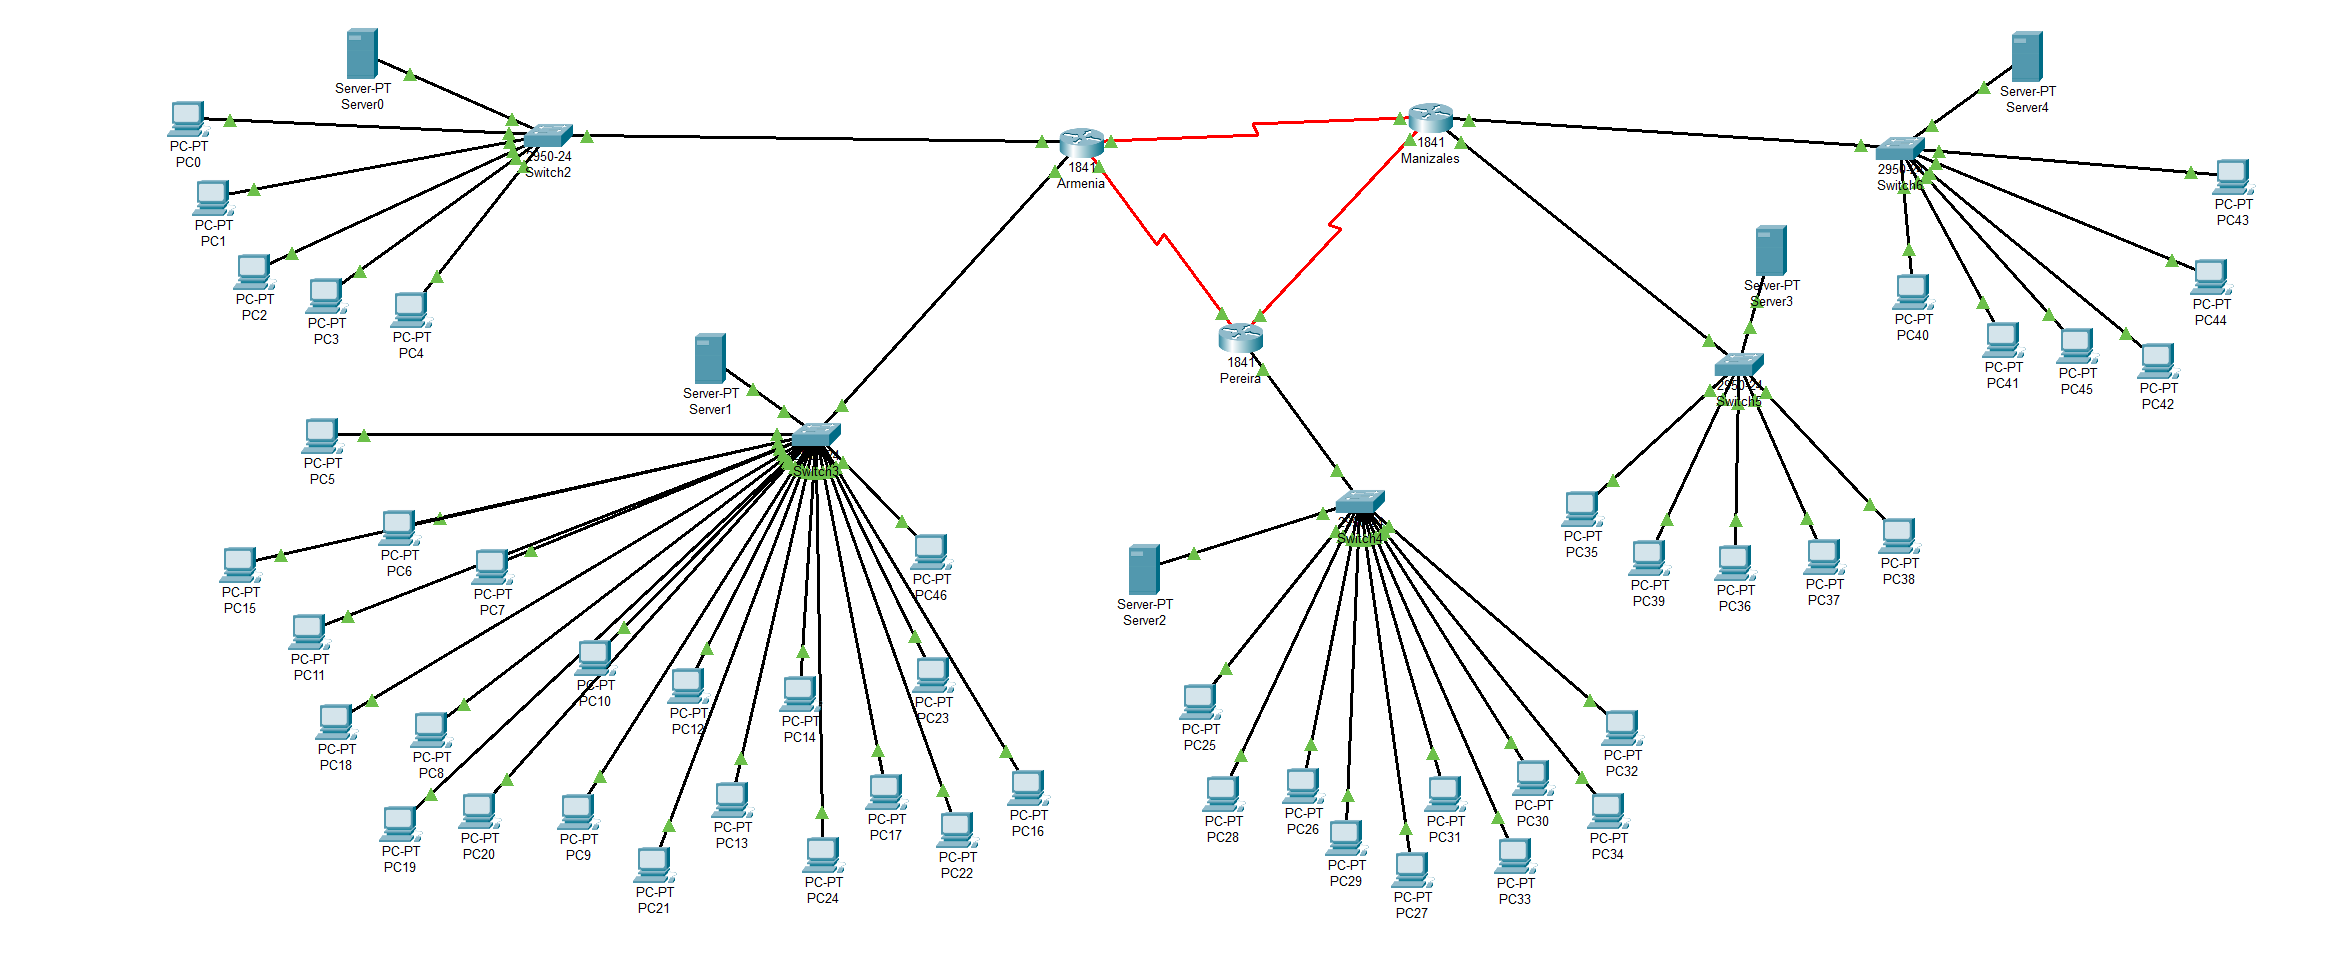 Server-PT
Server0
PC-PT
PC0
2950-24
Switch2
PC-PT
PC1
PC-PT
PC2
PC-PT
PC3
PC-PT
PC4
1841
Armenia
1841
Manizales
Server-PT
Server4
Switch6
PC-PT
PC43
PC-PT
PC44
PC-PT
PC40
PC-PT
PC41
PC-PT
PC45
PC-PT
PC42
Server-PT
Server3
1841
Pereira
2950-24
Switch5
Server-PT
Server1
PC-PT
PC5
Switch3
PC-PT
PC6
PC-PT
PC15
PC-PT
PC7
PC-PT
PC46
PC-PT
PC11
PC-PT
PC10
PC-PT
PC12
PC-PT
PC14
PC-PT
PC23
PC-PT
PC18
PC-PT
PC8
PC-PT
PC19
PC-PT
PC20
PC-PT
PC9
PC-PT
PC21
PC-PT
PC13
PC-PT
PC24
PC-PT
PC17
PC-PT
PC22
PC-PT
PC16
Switch4
Server-PT
Server2
PC-PT
PC25
PC-PT
PC28
PC-PT
PC26
PC-PT
PC29
PC-PT
PC27
PC-PT
PC31
PC-PT
PC33
PC-PT
PC30
PC-PT
PC34
PC-PT
PC32
PC-PT
PC35
PC-PT
PC39
PC-PT
PC36
PC-PT
PC37
PC-PT
PC38